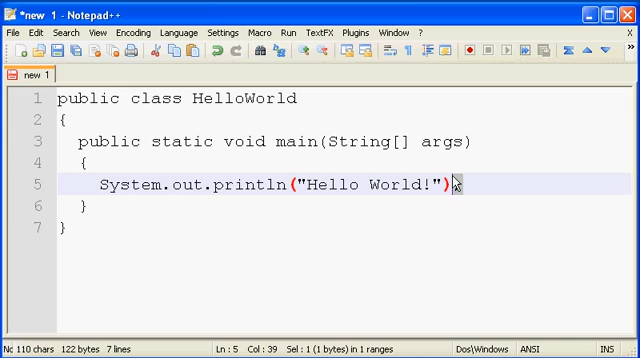 *new 1 - Notepad++
File Edit Search View Encoding Language Settings Macro Run TextFX Plugins Window ? X
new 1
1 public class HelloWorld
2 {
3 public static void main(String[] args)
4 {
5 System.out.println("Hello World!")
6 }
7 }
Nc 110 chars 122 bytes 7 lines Ln : 5 Col : 39 Sel : 1 (1 bytes) in 1 ranges Dos\Windows ANSI INS